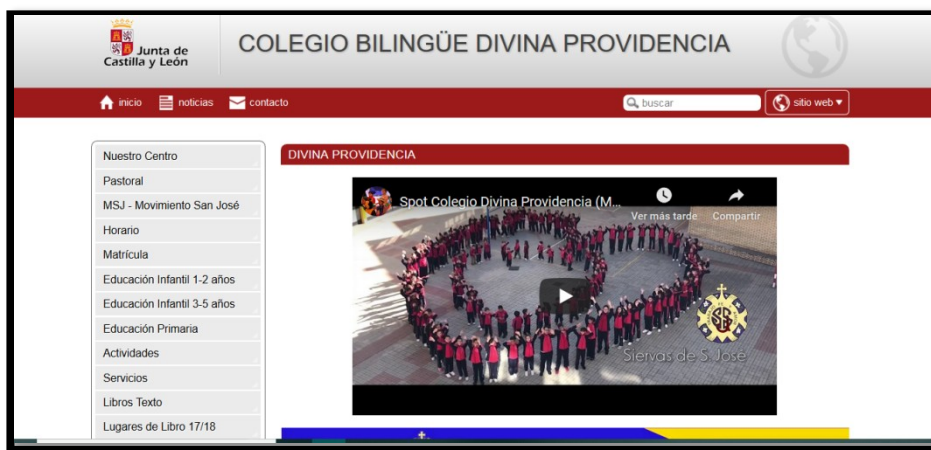 Junta de
Castilla y León
COLEGIO BILINGÜE DIVINA PROVIDENCIA
inicio noticias contacto
buscar
sitio web
Nuestro Centro
Pastoral
MSJ - Movimiento San José
Horario
Matrícula
Educación Infantil 1-2 años
Educación Infantil 3-5 años
Educación Primaria
Actividades
Servicios
Libros Texto
Lugares de Libro 17/18
DIVINA PROVIDENCIA
Spot Colegio Divina Providencia (M...
Ver más tarde
Compartir
Siervas de S. José